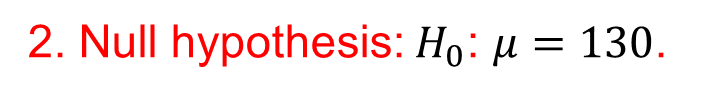 2. Null hypothesis: H₀: μ = 130.